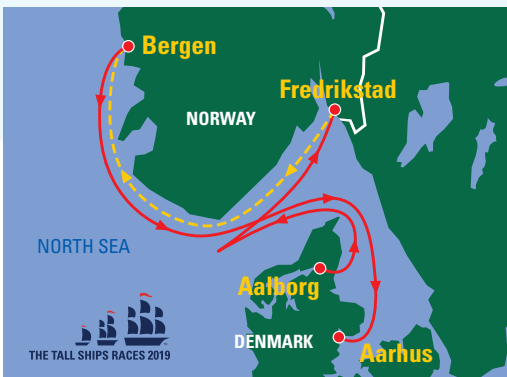 Bergen
Fredrikstad
NORWAY
NORTH SEA
Aalborg
DENMARK
Aarhus
THE TALL SHIPS RACES 2019